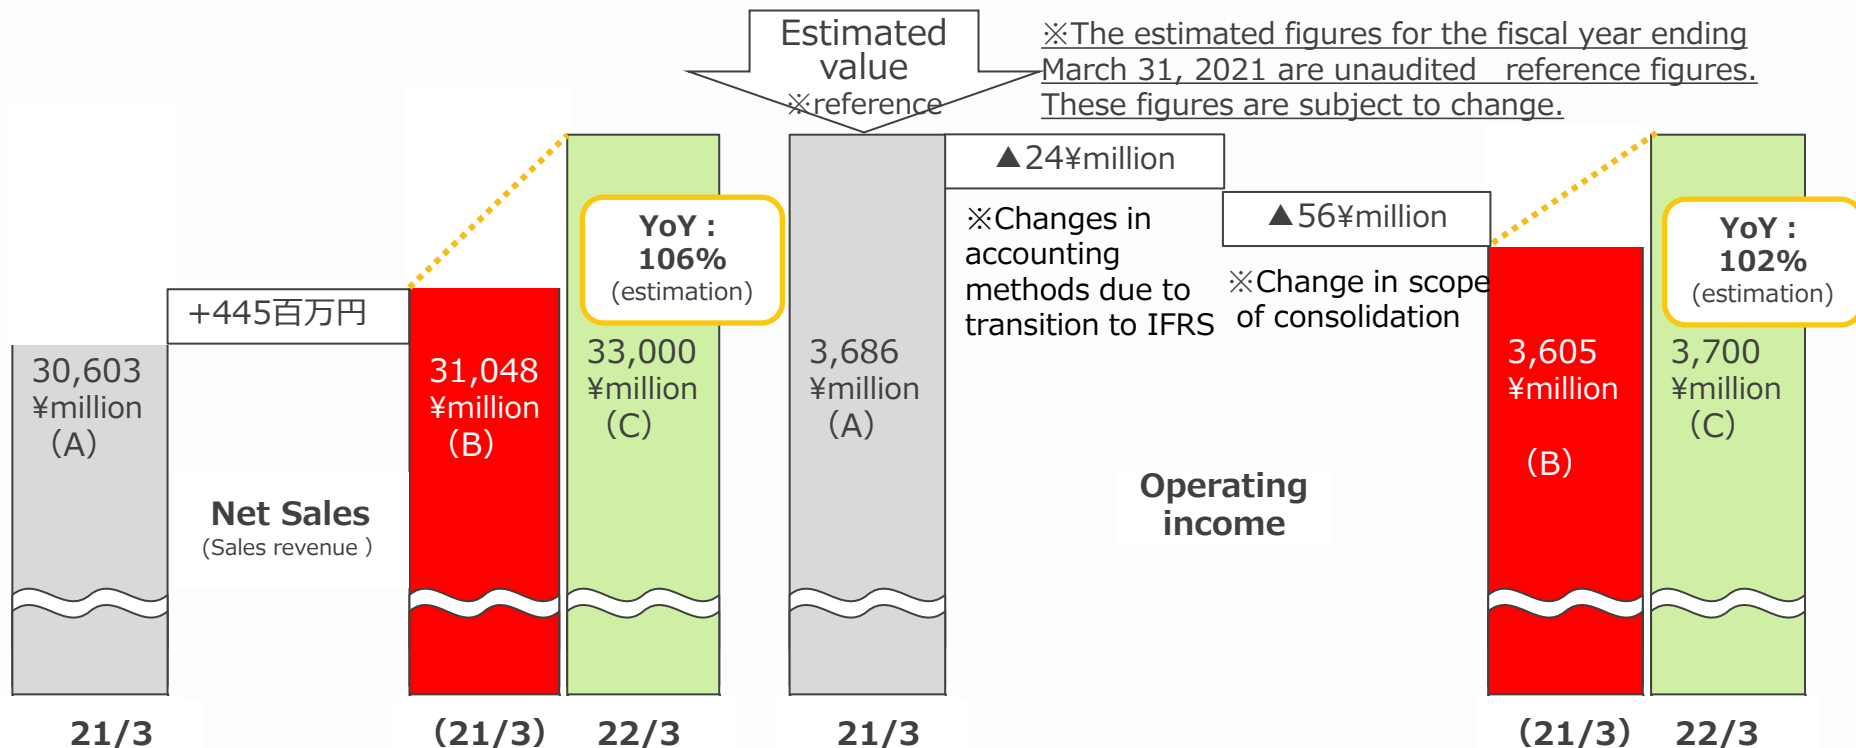 Estimated
value
※reference
※The estimated figures for the fiscal year ending
March 31, 2021 are unaudited reference figures.
These figures are subject to change.
30,603
¥million
（A）
+445百万円
31,048
¥million
（B）
YoY：
106%
(estimation)
33,000
¥million
（C）
Net Sales
(Sales revenue )
3,686
¥million
（A）
▲24¥million
※Changes in
accounting
methods due to
transition to IFRS
▲56¥million
※Change in scope
of consolidation
Operating
income
3,605
¥million
（B）
YoY：
102%
(estimation)
3,700
¥million
（C）
21/3
（21/3）
22/3
21/3
（21/3）
22/3